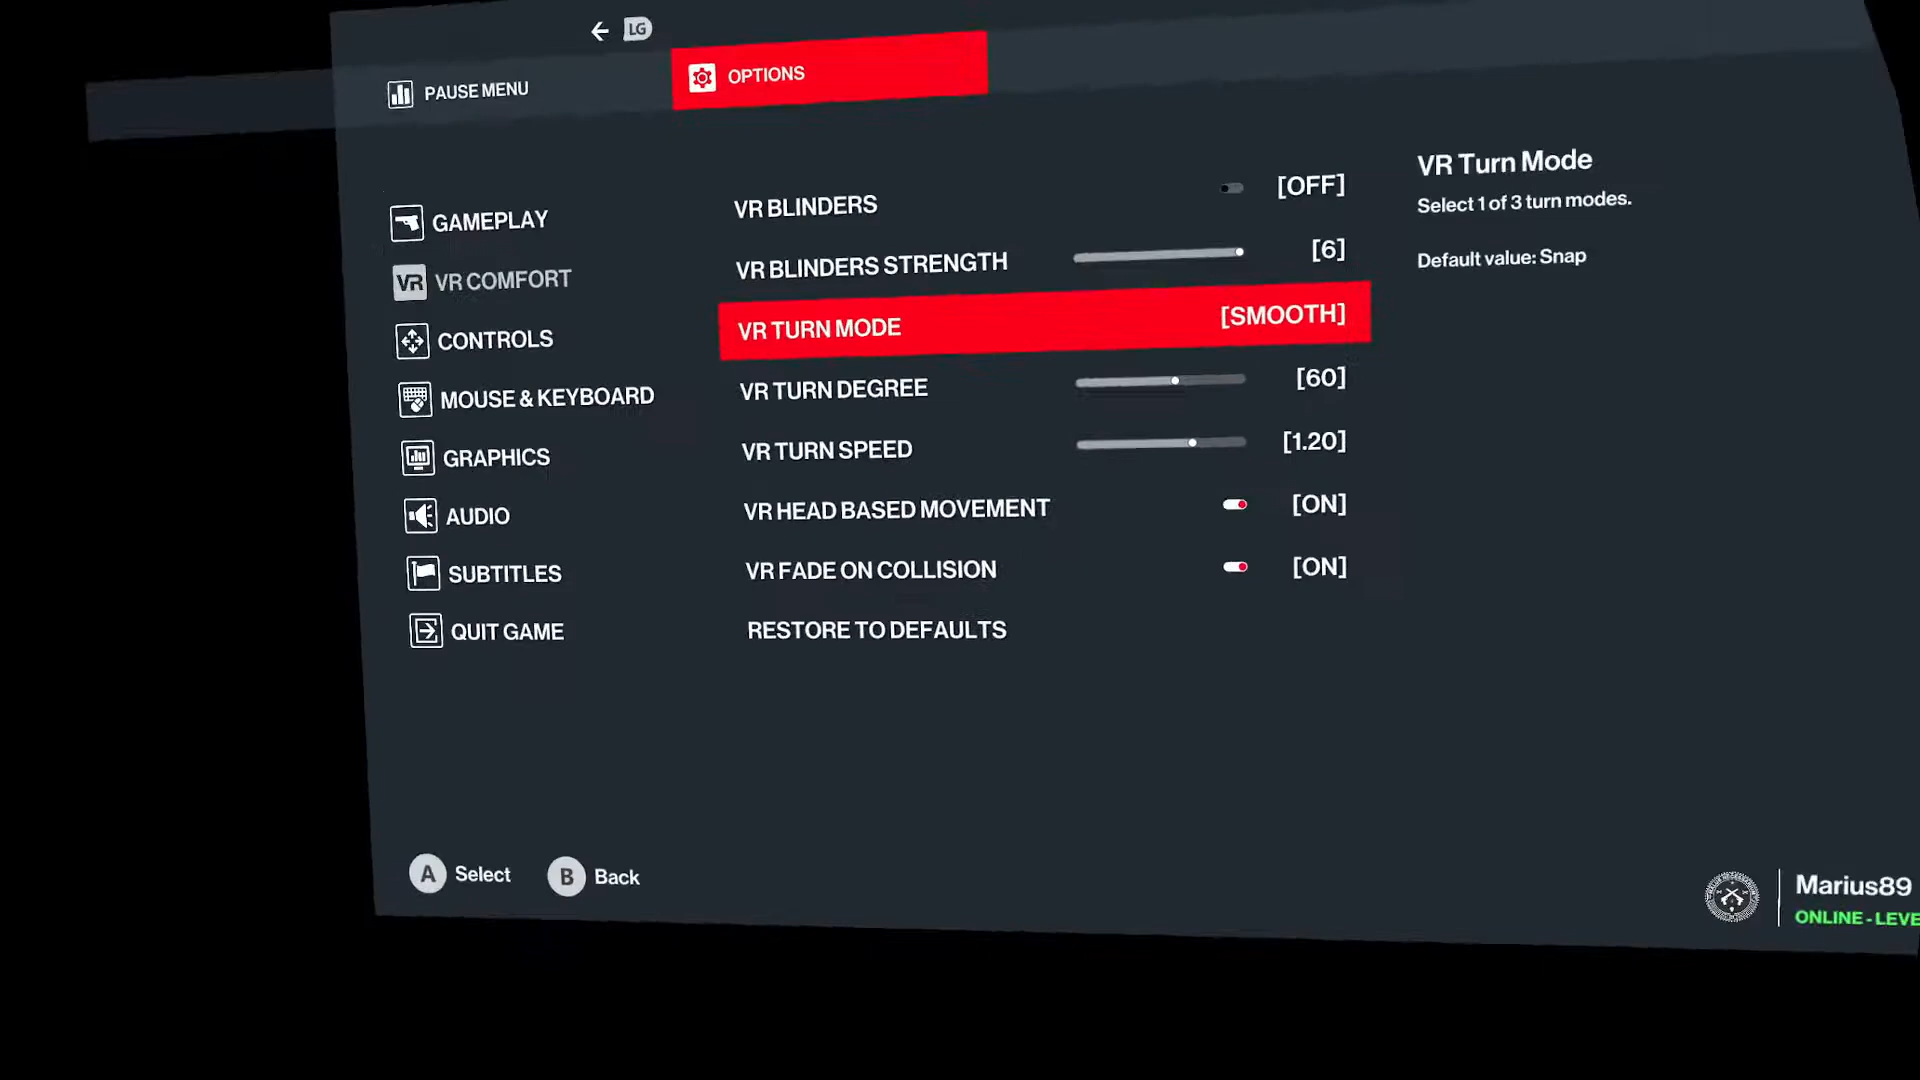 LG
PAUSE MENU
OPTIONS
GAMEPLAY
VR VR COMFORT
CONTROLS
MOUSE & KEYBOARD
GRAPHICS
AUDIO
SUBTITLES
QUIT GAME
VR BLINDERS [OFF]
VR BLINDERS STRENGTH [6]
VR TURN MODE [SMOOTH]
VR TURN DEGREE [60]
VR TURN SPEED [1.20]
VR HEAD BASED MOVEMENT [ON]
VR FADE ON COLLISION [ON]
RESTORE TO DEFAULTS
VR Turn Mode
Select 1 of 3 turn modes.
Default value: Snap
A Select B Back
Marius89
ONLINE - LEVE